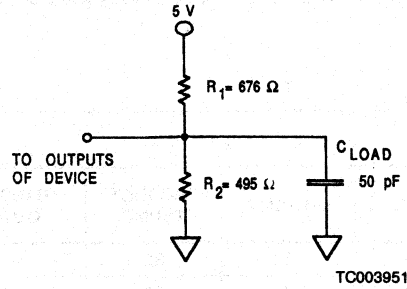 5 V
R1= 676 Ω
TO OUTPUTS
OF DEVICE
R2= 495 Ω
CLOAD
50 pF
TC003951